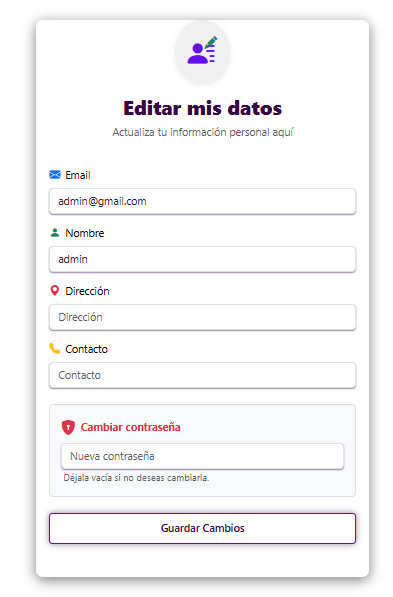 Editar mis datos
Actualiza tu información personal aquí
Email
admin@gmail.com
Nombre
admin
Dirección
Dirección
Contacto
Contacto
Cambiar contraseña
Nueva contraseña
Déjala vacía si no deseas cambiarla.
Guardar Cambios